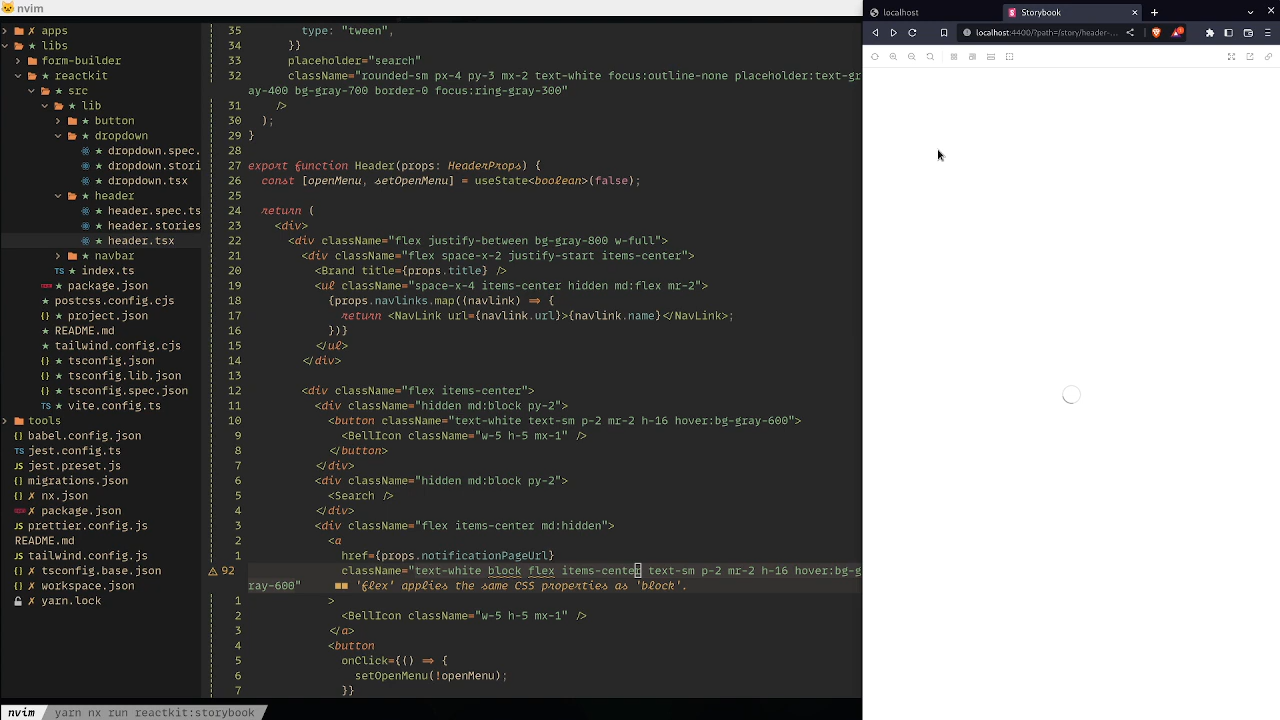 nvim
apps
libs
form-builder
reactkit
src
lib
button
dropdown
dropdown.spec.
dropdown.stori
dropdown.tsx
header
header.spec.ts
header.stories
header.tsx
navbar
TS index.ts
package.json
postcss.config.cjs
{} project.json
README.md
tailwind.config.cjs
{} tsconfig.json
{} tsconfig.lib.json
{} tsconfig.spec.json
TS vite.config.ts
tools
{} babel.config.json
TS jest.config.ts
JS jest.preset.js
{} migrations.json
{} nx.json
package.json
JS prettier.config.js
README.md
JS tailwind.config.js
{} tsconfig.base.json
{} workspace.json
yarn.lock
35 type: "tween",
34 }}
33 placeholder="search"
32 className="rounded-sm px-4 py-3 mx-2 text-white focus:outline-none placeholder:text-gr
ay-400 bg-gray-700 border-0 focus:ring-gray-300"
31 />
30 );
29 }
28
27 export function Header(props: HeaderProps) {
26 const [openMenu, setOpenMenu] = useState<boolean>(false);
25
24 return (
23 <div>
22 <div className="flex justify-between bg-gray-800 w-full">
21 <div className="flex space-x-2 justify-start items-center">
20 <Brand title={props.title} />
19 <ul className="space-x-4 items-center hidden md:flex mr-2">
18 {props.navlinks.map((navlink) => {
17 return <NavLink url={navlink.url}>{navlink.name}</NavLink>;
16 })}
15 </ul>
14 </div>
13
12 <div className="flex items-center">
11 <div className="hidden md:block py-2">
10 <button className="text-white text-sm p-2 mr-2 h-16 hover:bg-gray-600">
9 <BellIcon className="w-5 h-5 mx-1" />
8 </button>
7 </div>
6 <div className="hidden md:block py-2">
5 <Search />
4 </div>
3 <div className="flex items-center md:hidden">
2 <a
1 href={props.notificationPageUrl}
92 className="text-white block flex items-center text-sm p-2 mr-2 h-16 hover:bg-g
ray-600" ■■ 'flex' applies the same CSS properties as 'block'.
1 >
2 <BellIcon className="w-5 h-5 mx-1" />
3 </a>
4 <button
5 onClick={() => {
6 setOpenMenu(!openMenu);
7 }}
nvim yarn nx run reactkit:storybook
localhost
Storybook
localhost:4400/?path=/story/header-...